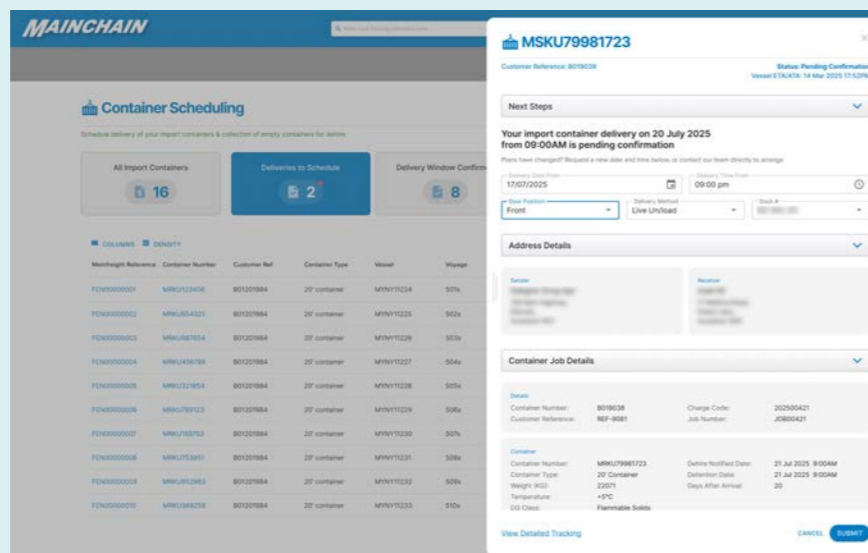 MAINCHAIN
Container Scheduling
Schedule delivery of your import containers & collection of empty containers for dehire
All Import Containers
16
Deliveries to Schedule
2
Delivery Window Confirm
8
COLUMNS DENSITY
Mainfreight Reference Container Number Customer Ref Container Type Vessel Voyage
FEN00000001 MRKU123456 B01201984 20' container MYNY11224 501s
FEN00000002 MRKU654321 B01201984 20' container MYNY11225 502s
FEN00000003 MRKU987654 B01201984 20' container MYNY11226 503s
FEN00000004 MRKU456789 B01201984 20' container MYNY11227 504s
FEN00000005 MRKU321654 B01201984 20' container MYNY11228 505s
FEN00000006 MRKU789123 B01201984 20' container MYNY11229 506s
FEN00000007 MRKU159753 B01201984 20' container MYNY11230 507s
FEN00000008 MRKU753951 B01201984 20' container MYNY11231 508s
FEN00000009 MRKU852963 B01201984 20' container MYNY11232 509s
FEN00000010 MRKU369258 B01201984 20' container MYNY11233 510s
MSKU79981723
Customer Reference: B019038
Status: Pending Confirmation
Vessel ETA/ATA: 14 Mar 2025 17:52PM
Next Steps
Your import container delivery on 20 July 2025
from 09:00AM is pending confirmation
Plans have changed? Request a new date and time below, or contact our team directly to arrange
Delivery Date From
17/07/2025
Delivery Time From
09:00 pm
Door Position
Front
Delivery Method
Live Un/load
Dock #
Address Details
Sender
Receiver
Container Job Details
Details
Container Number: B019038 Charge Code: 202500421
Customer Reference: REF-9081 Job Number: JOB00421
Container
Container Number: MRKU79981723 Dehire Notified Date: 21 Jul 2025 9:00AM
Container Type: 20' Container Detention Date: 21 Jul 2025 9:00AM
Weight (KG): 22071 Days After Arrival: 20
Temperature: +5°C
DG Class: Flammable Solids
View Detailed Tracking
CANCEL SUBMIT